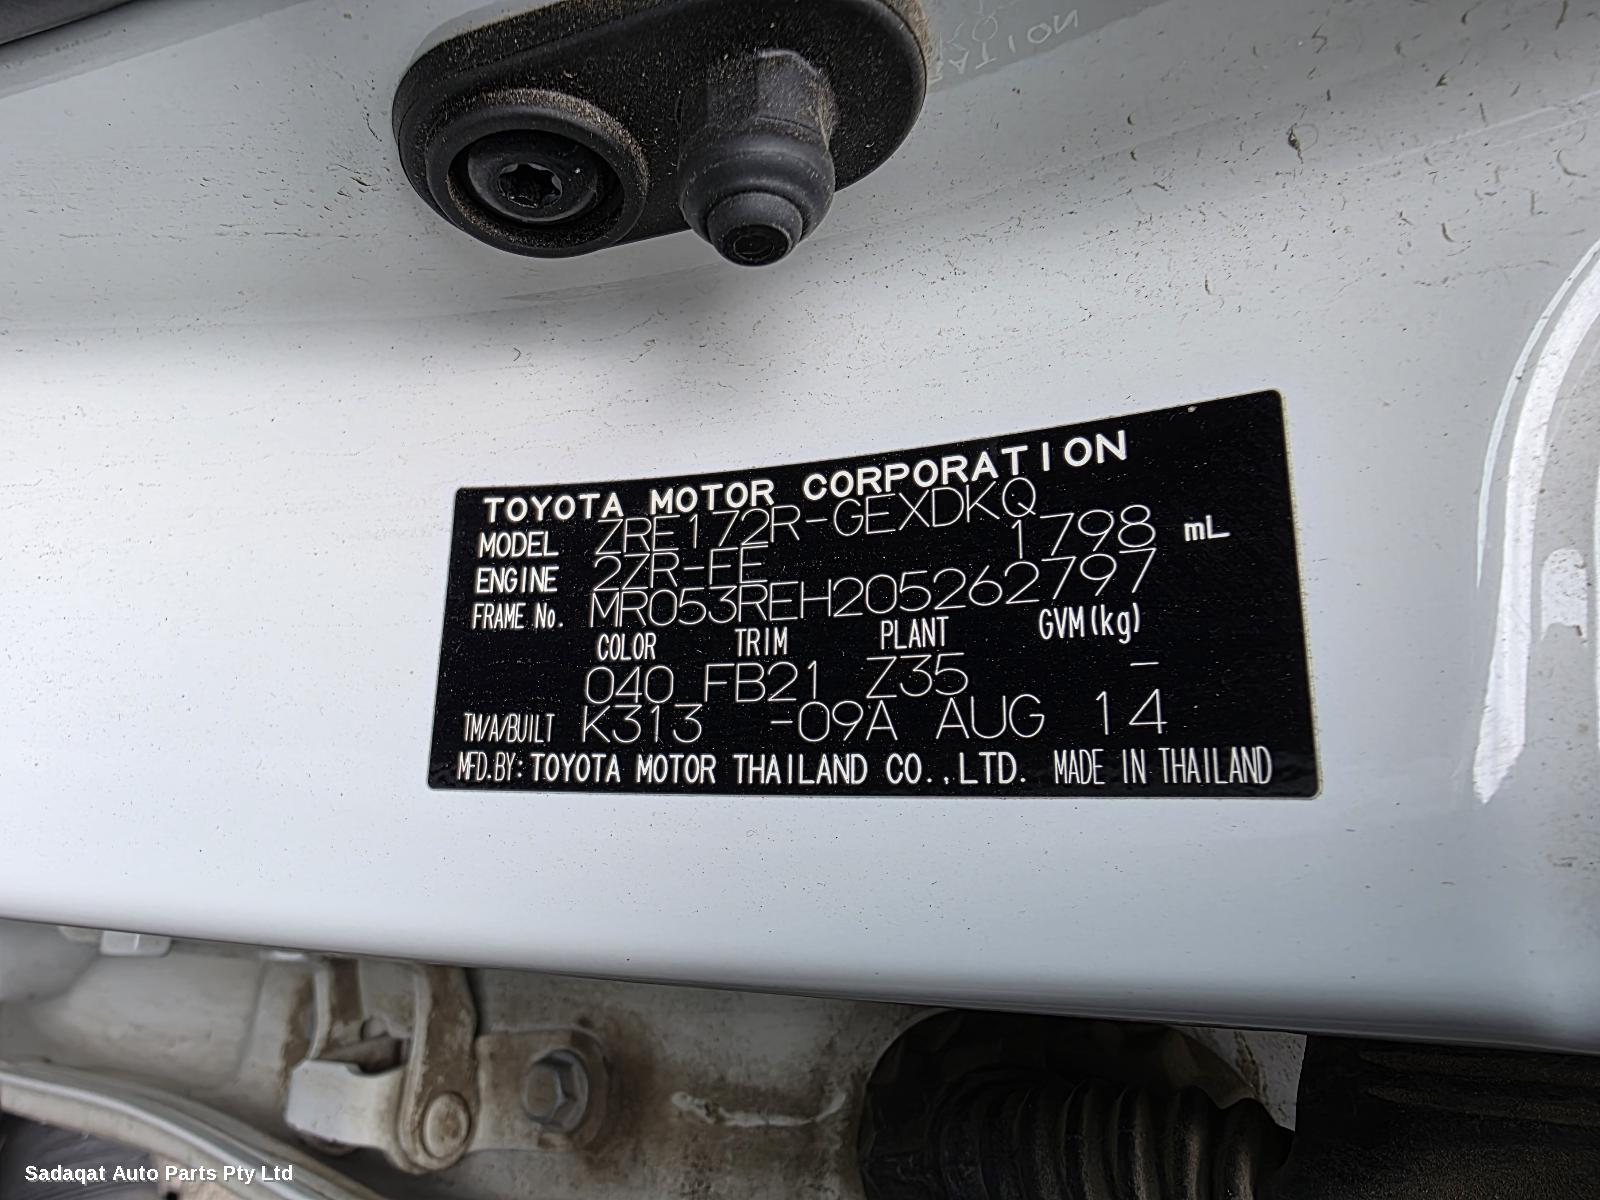 TOYOTA MOTOR CORPORATION
MODEL ZRE172R-GEXDKQ
ENGINE 2ZR-FE 1798 mL
FRAME No. MR053REH205262797
COLOR TRIM PLANT GVM(kg)
040 FB21 Z35 -
TM/A/BUILT K313 -09A AUG 14
MFD.BY: TOYOTA MOTOR THAILAND CO.,LTD. MADE IN THAILAND
Sadaqat Auto Parts Pty Ltd